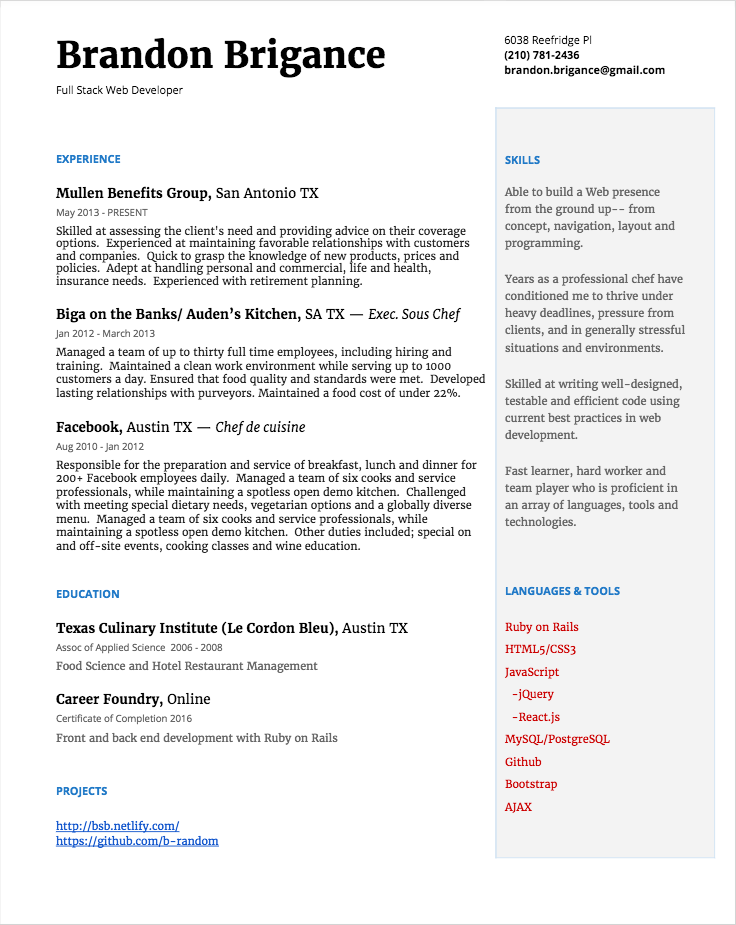 Brandon Brigance
Full Stack Web Developer
6038 Reefridge Pl
(210) 781-2436
brandon.brigance@gmail.com
EXPERIENCE
Mullen Benefits Group, San Antonio TX
May 2013 - PRESENT
Skilled at assessing the client's need and providing advice on their coverage
options.  Experienced at maintaining favorable relationships with customers
and companies.  Quick to grasp the knowledge of new products, prices and
policies.  Adept at handling personal and commercial, life and health,
insurance needs.  Experienced with retirement planning.
Biga on the Banks/ Auden’s Kitchen, SA TX — Exec. Sous Chef
Jan 2012 - March 2013
Managed a team of up to thirty full time employees, including hiring and
training.  Maintained a clean work environment while serving up to 1000
customers a day. Ensured that food quality and standards were met.  Developed
lasting relationships with purveyors. Maintained a food cost of under 22%.
Facebook, Austin TX — Chef de cuisine
Aug 2010 - Jan 2012
Responsible for the preparation and service of breakfast, lunch and dinner for
200+ Facebook employees daily.  Managed a team of six cooks and service
professionals, while maintaining a spotless open demo kitchen.  Challenged
with meeting special dietary needs, vegetarian options and a globally diverse
menu.  Managed a team of six cooks and service professionals, while
maintaining a spotless open demo kitchen.  Other duties included; special on
and off-site events, cooking classes and wine education.
EDUCATION
Texas Culinary Institute (Le Cordon Bleu), Austin TX
Assoc of Applied Science  2006 - 2008
Food Science and Hotel Restaurant Management
Career Foundry, Online
Certificate of Completion 2016
Front and back end development with Ruby on Rails
PROJECTS
http://bsb.netlify.com/
https://github.com/b-random
SKILLS
Able to build a Web presence
from the ground up-- from
concept, navigation, layout and
programming.
Years as a professional chef have
conditioned me to thrive under
heavy deadlines, pressure from
clients, and in generally stressful
situations and environments.
Skilled at writing well-designed,
testable and efficient code using
current best practices in web
development.
Fast learner, hard worker and
team player who is proficient in
an array of languages, tools and
technologies.
LANGUAGES & TOOLS
Ruby on Rails
HTML5/CSS3
JavaScript
-jQuery
-React.js
MySQL/PostgreSQL
Github
Bootstrap
AJAX